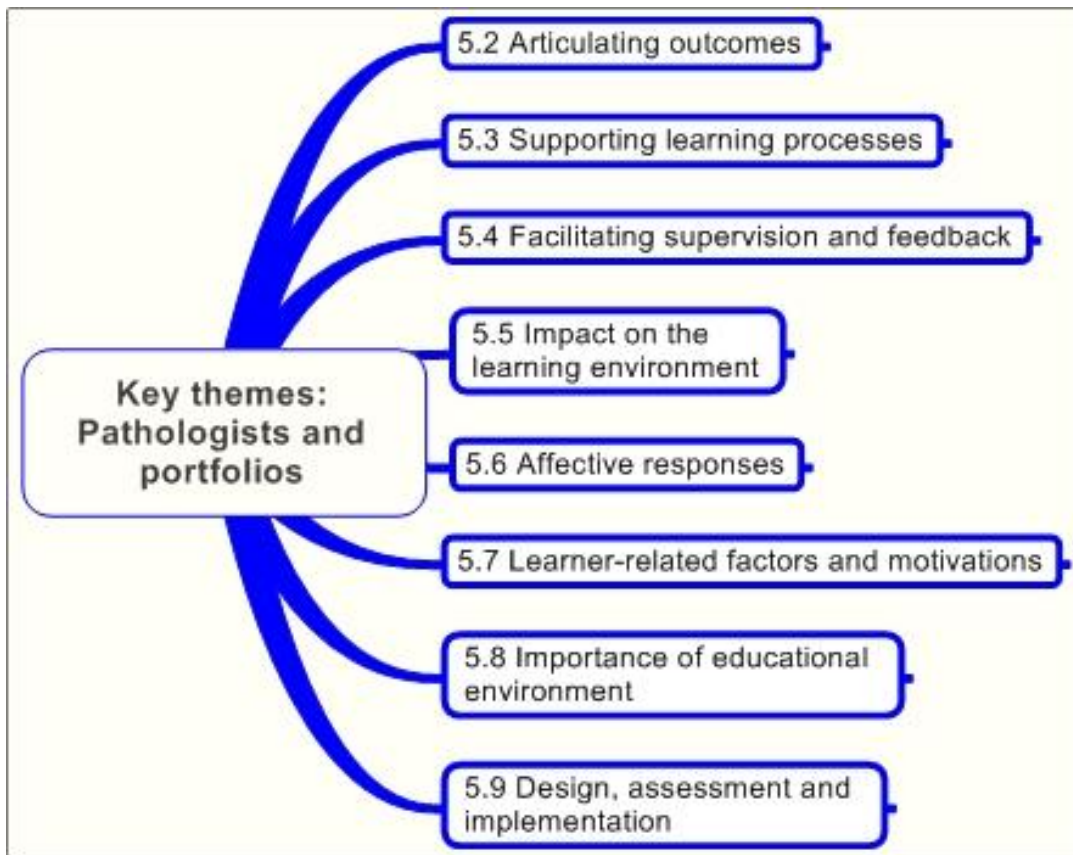 5.2 Articulating outcomes
5.3 Supporting learning processes
5.4 Facilitating supervision and feedback
5.5 Impact on the
learning environment
Key themes:
Pathologists and
portfolios
5.6 Affective responses
5.7 Learner-related factors and motivations
5.8 Importance of educational
environment
5.9 Design, assessment and
implementation